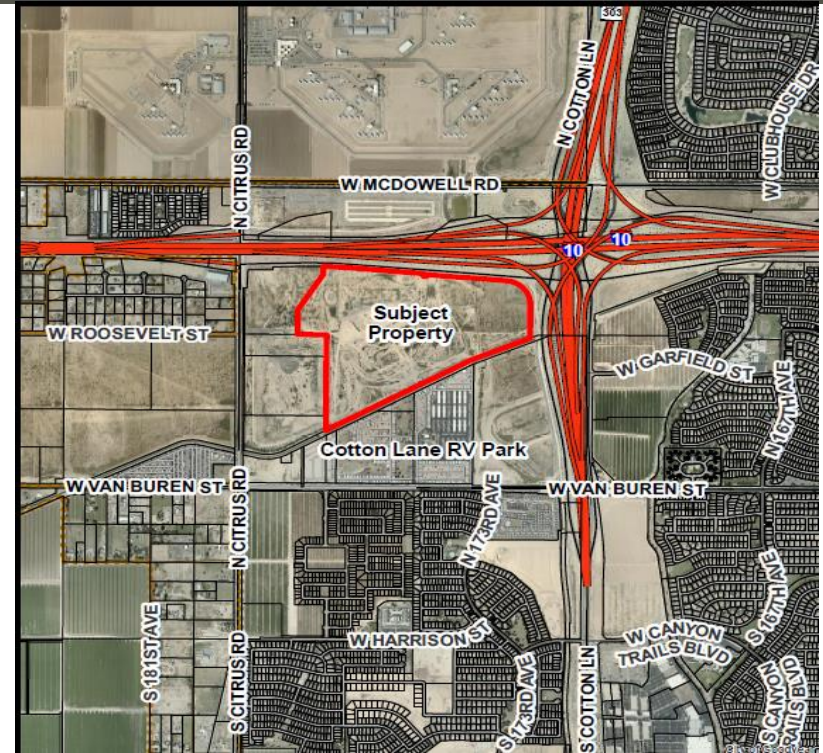 303
N COTTON LN
W CLUBHOUSE DR
N CITRUS RD
W MCDOWELL RD
10
10
Subject
Property
W ROOSEVELT ST
W GARFIELD ST
N 167TH AVE
Cotton Lane RV Park
W VAN BUREN ST
W VAN BUREN ST
N CITRUS RD
N 173RD AVE
S 181ST AVE
W HARRISON ST
S 167TH AVE
W CANYON
TRAILS BLVD
S CITRUS RD
S 173RD AVE
S COTTON LN
S CANYON
TRAILS BLVD